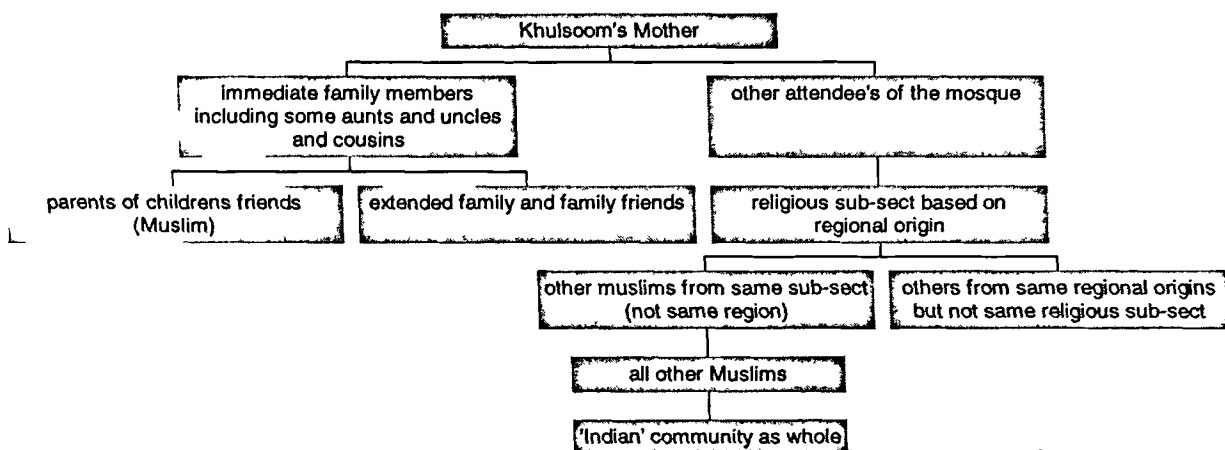 Khulsoom's Mother
immediate family members
including some aunts and uncles
and cousins
other attendee's of the mosque
parents of childrens friends
(Muslim)
extended family and family friends
religious sub-sect based on
regional origin
other muslims from same sub-sect
(not same region)
others from same regional origins
but not same religious sub-sect
all other Muslims
'Indian' community as whole